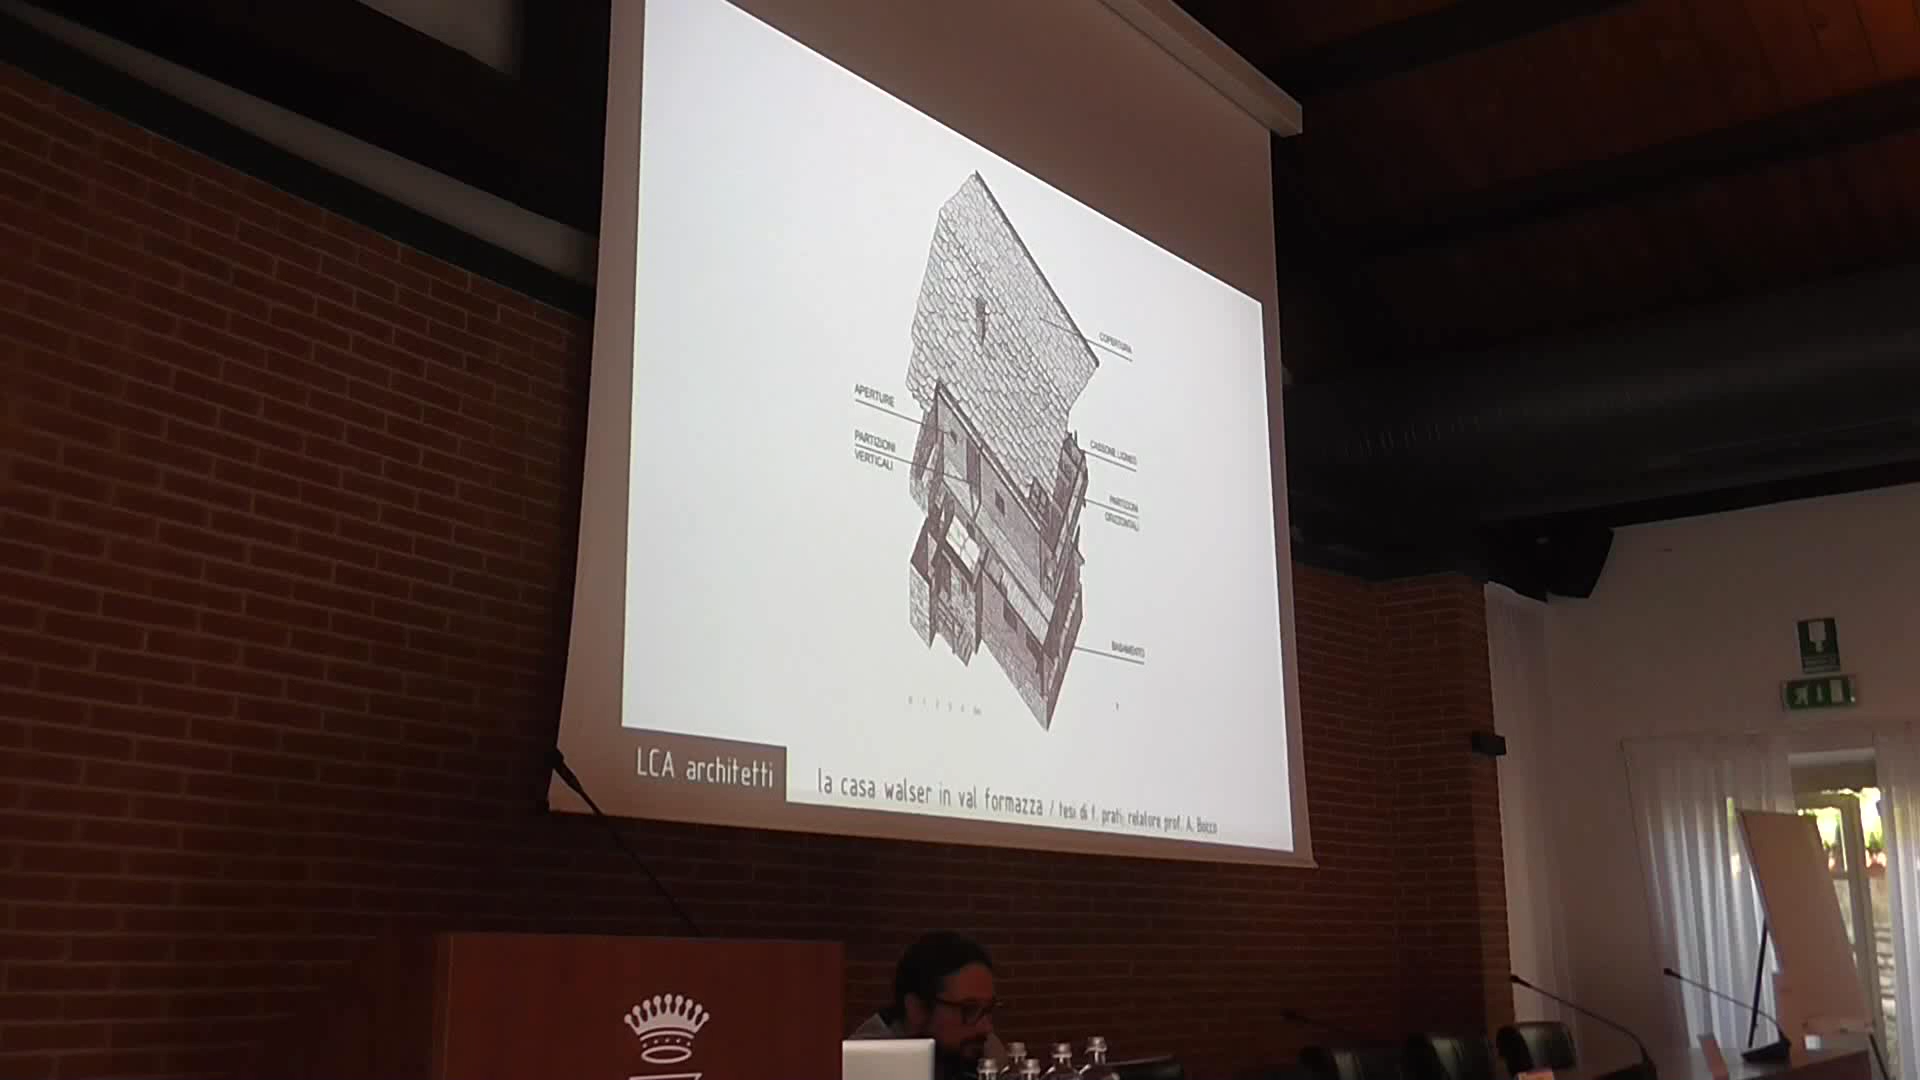 COPERTURA
APERTURE
PARTIZIONI
VERTICALI
CASSONE LIGNEO
PARTIZIONI
ORIZZONTALI
BASAMENTO
LCA architetti
la casa walser in val formazza / tesi di f. prati, relatore prof. A. Bocco